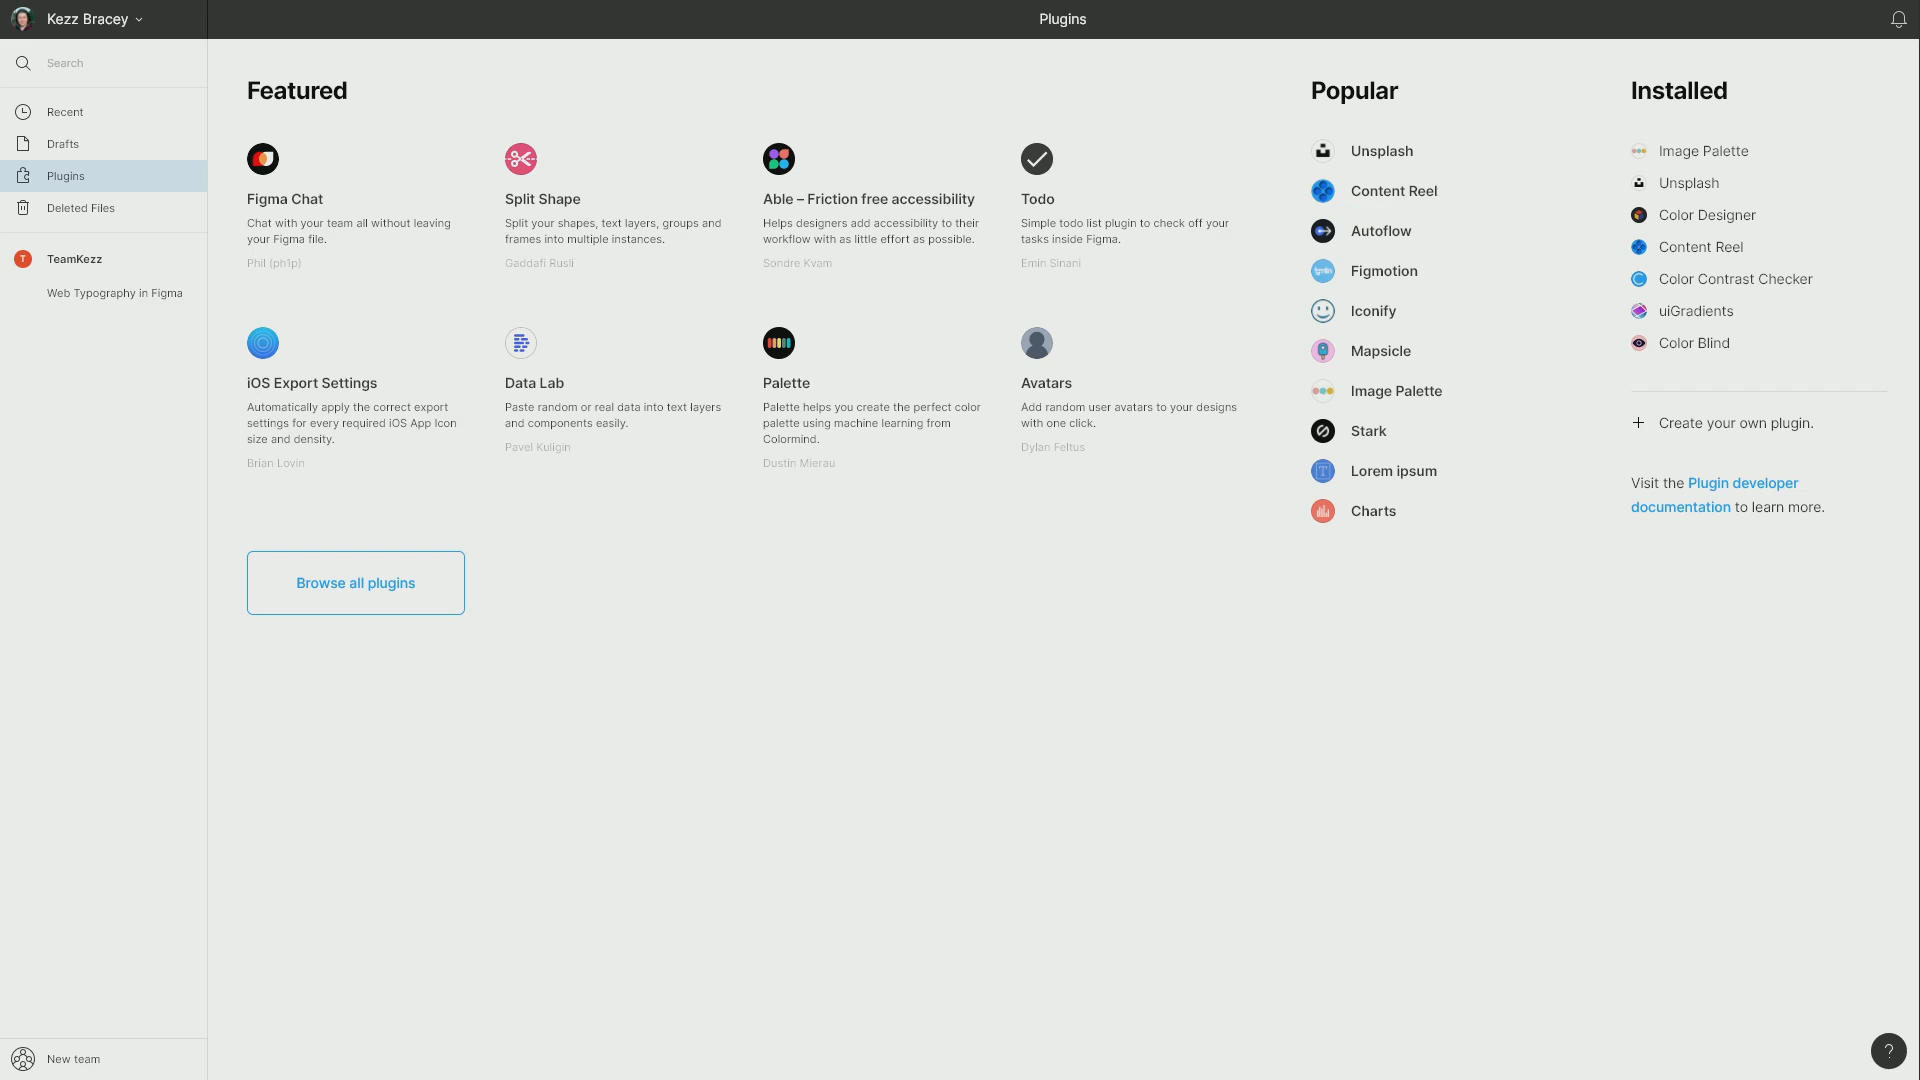 Kezz Bracey
Plugins
Search
Recent
Drafts
Plugins
Deleted Files
T
TeamKezz
Web Typography in Figma
New team
Featured
Figma Chat
Chat with your team all without leaving
your Figma file.
Phil (ph1p)
Split Shape
Split your shapes, text layers, groups and
frames into multiple instances.
Gaddafi Rusli
Able – Friction free accessibility
Helps designers add accessibility to their
workflow with as little effort as possible.
Sondre Kvam
Todo
Simple todo list plugin to check off your
tasks inside Figma.
Emin Sinani
iOS Export Settings
Automatically apply the correct export
settings for every required iOS App Icon
size and density.
Brian Lovin
Data Lab
Paste random or real data into text layers
and components easily.
Pavel Kuligin
Palette
Palette helps you create the perfect color
palette using machine learning from
Colormind.
Dustin Mierau
Avatars
Add random user avatars to your designs
with one click.
Dylan Feltus
Browse all plugins
Popular
Unsplash
Content Reel
Autoflow
Figmotion
Iconify
Mapsicle
Image Palette
Stark
Lorem ipsum
Charts
Installed
Image Palette
Unsplash
Color Designer
Content Reel
Color Contrast Checker
uiGradients
Color Blind
+ Create your own plugin.
Visit the Plugin developer
documentation to learn more.
?